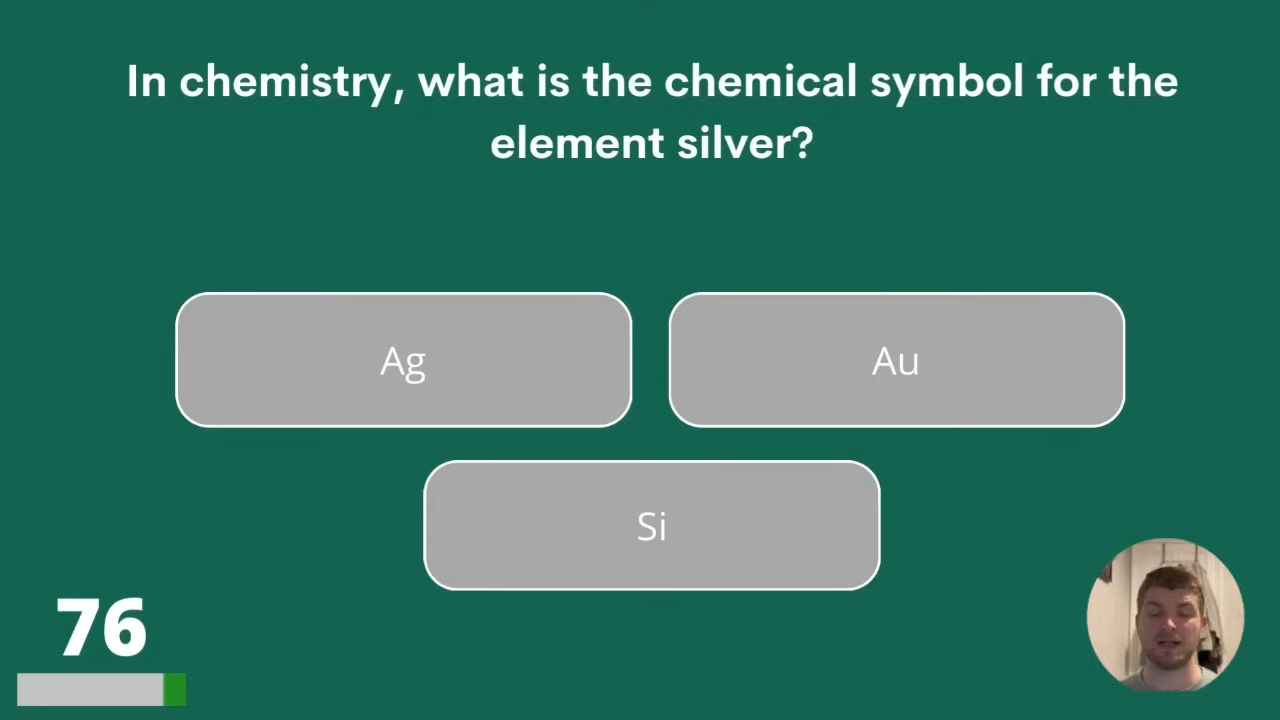 In chemistry, what is the chemical symbol for the
element silver?
Ag
Au
Si
76